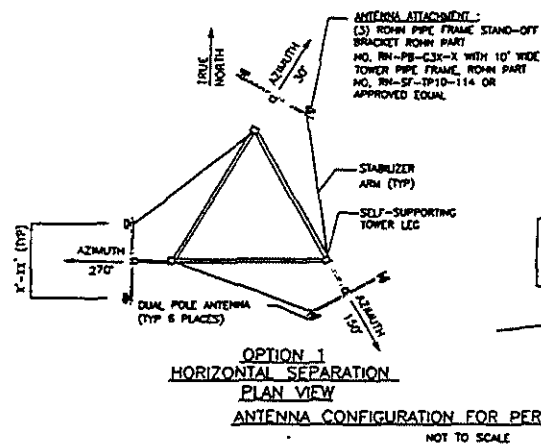 ANTENNA ATTACHMENT :
(3) ROHN PIPE FRAME STAND-OFF
BRACKET ROHN PART
NO. RN-PB-C3X-X WITH 10' WIDE
TOWER PIPE FRAME, ROHN PART
NO. RN-SF-TP10-114 OR
APPROVED EQUAL
TRUE
NORTH
AZIMUTH
30°
STABILIZER
ARM (TYP)
SELF-SUPPORTING
TOWER LEG
X'-XX" (TYP)
AZIMUTH
270°
DUAL POLE ANTENNA
(TYP 6 PLACES)
AZIMUTH
150°
OPTION 1
HORIZONTAL SEPARATION
PLAN VIEW
ANTENNA CONFIGURATION FOR PER
NOT TO SCALE